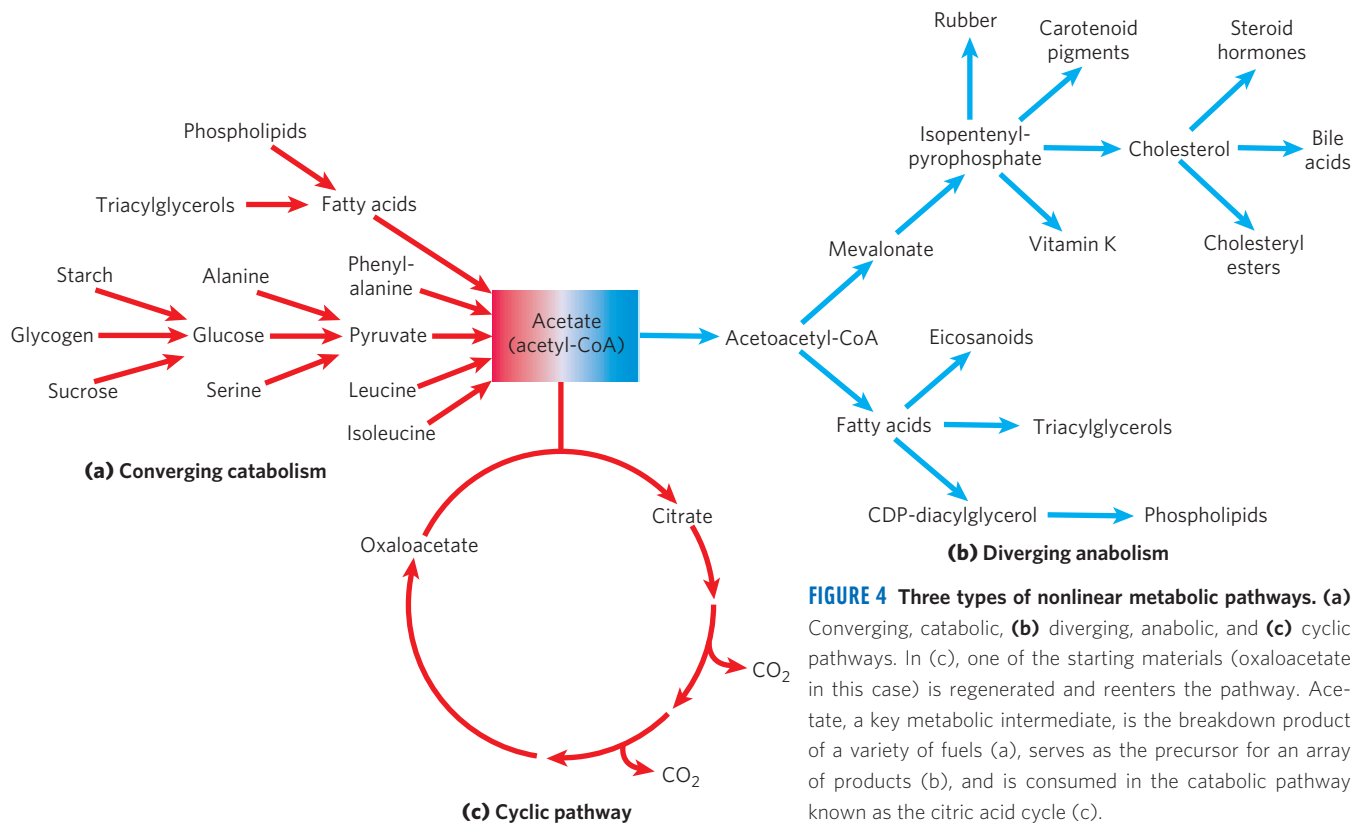 Phospholipids
Triacylglycerols
Fatty acids
Starch
Alanine
Phenyl-
alanine
Glycogen
Glucose
Pyruvate
Sucrose
Serine
Leucine
Isoleucine
(a) Converging catabolism
Acetate
(acetyl-CoA)
Citrate
Oxaloacetate
CO₂
CO₂
(c) Cyclic pathway
Rubber
Carotenoid
pigments
Steroid
hormones
Isopentenyl-
pyrophosphate
Cholesterol
Bile
acids
Mevalonate
Vitamin K
Cholesteryl
esters
Acetoacetyl-CoA
Eicosanoids
Fatty acids
Triacylglycerols
CDP-diacylglycerol
Phospholipids
(b) Diverging anabolism
FIGURE 4 Three types of nonlinear metabolic pathways. (a)
Converging, catabolic, (b) diverging, anabolic, and (c) cyclic
pathways. In (c), one of the starting materials (oxaloacetate
in this case) is regenerated and reenters the pathway. Ace-
tate, a key metabolic intermediate, is the breakdown product
of a variety of fuels (a), serves as the precursor for an array
of products (b), and is consumed in the catabolic pathway
known as the citric acid cycle (c).